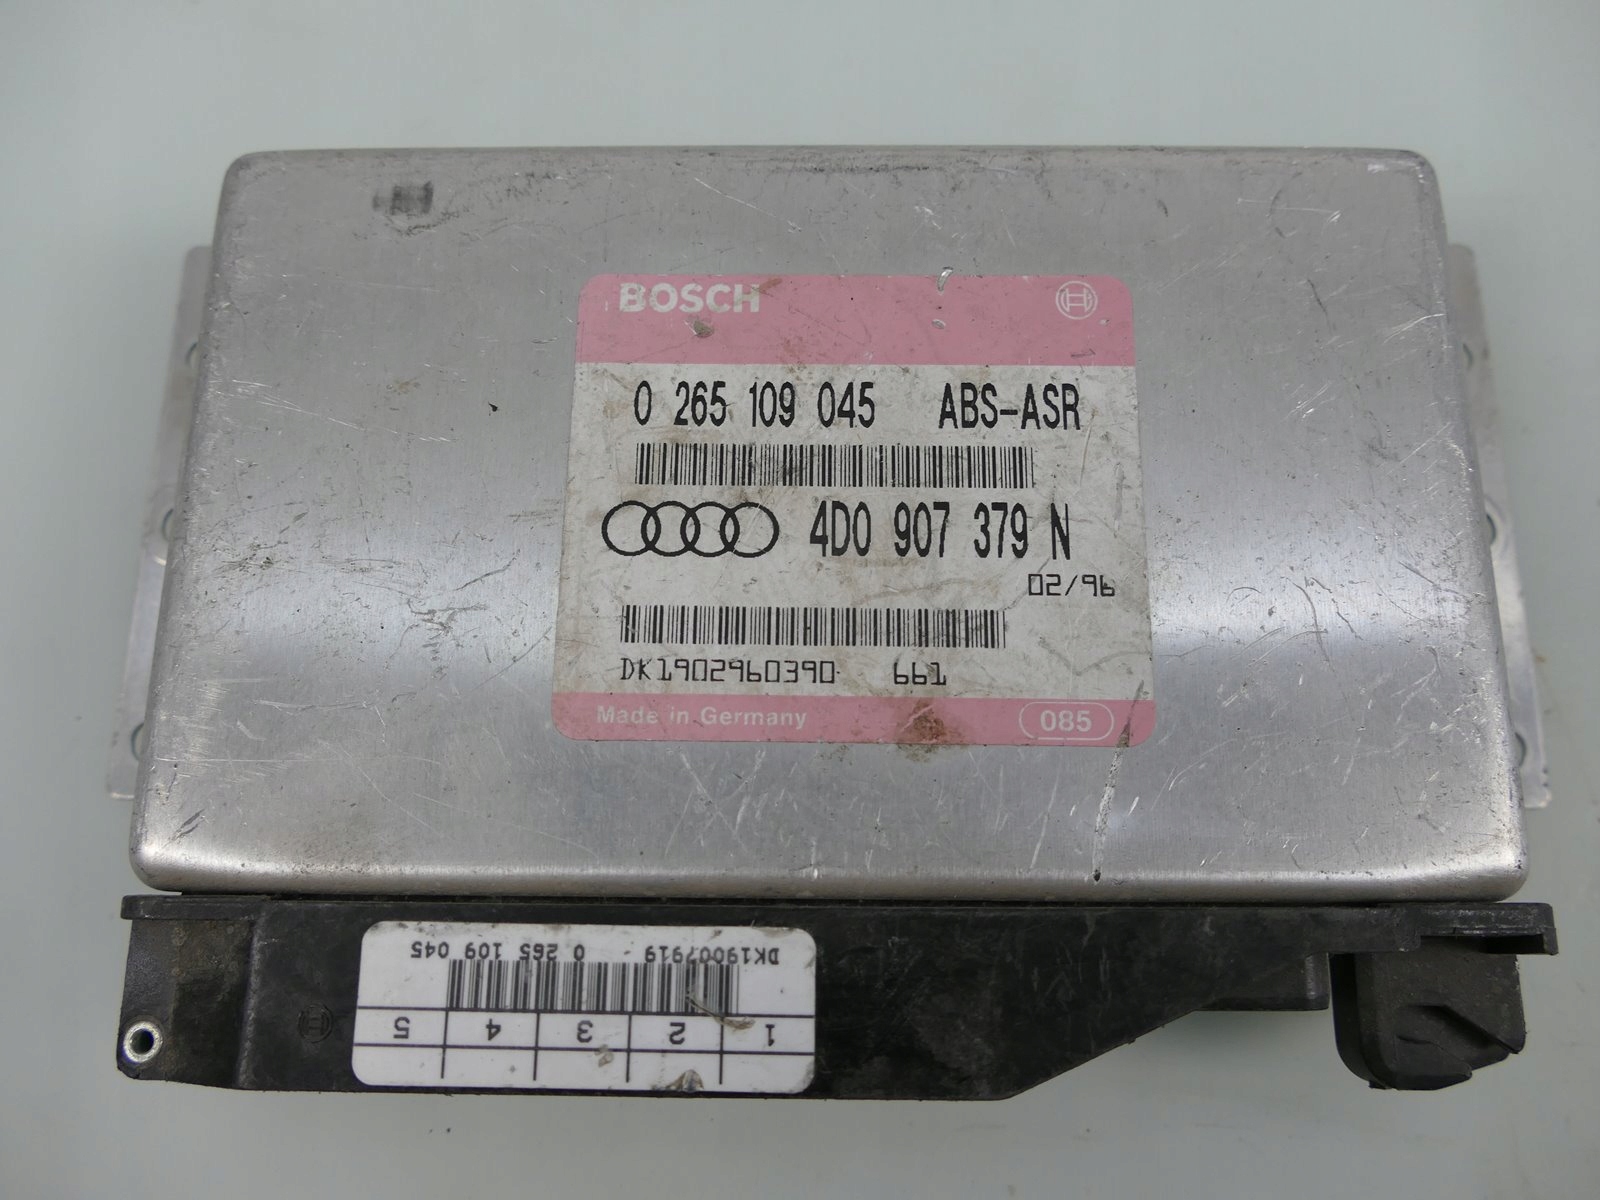 BOSCH
0 265 109 045 ABS-ASR
4D0 907 379 N
02/96
DK1902960390 661
Made in Germany 085
1 2 3 4 5
DK19007919 - 0 265 109 045